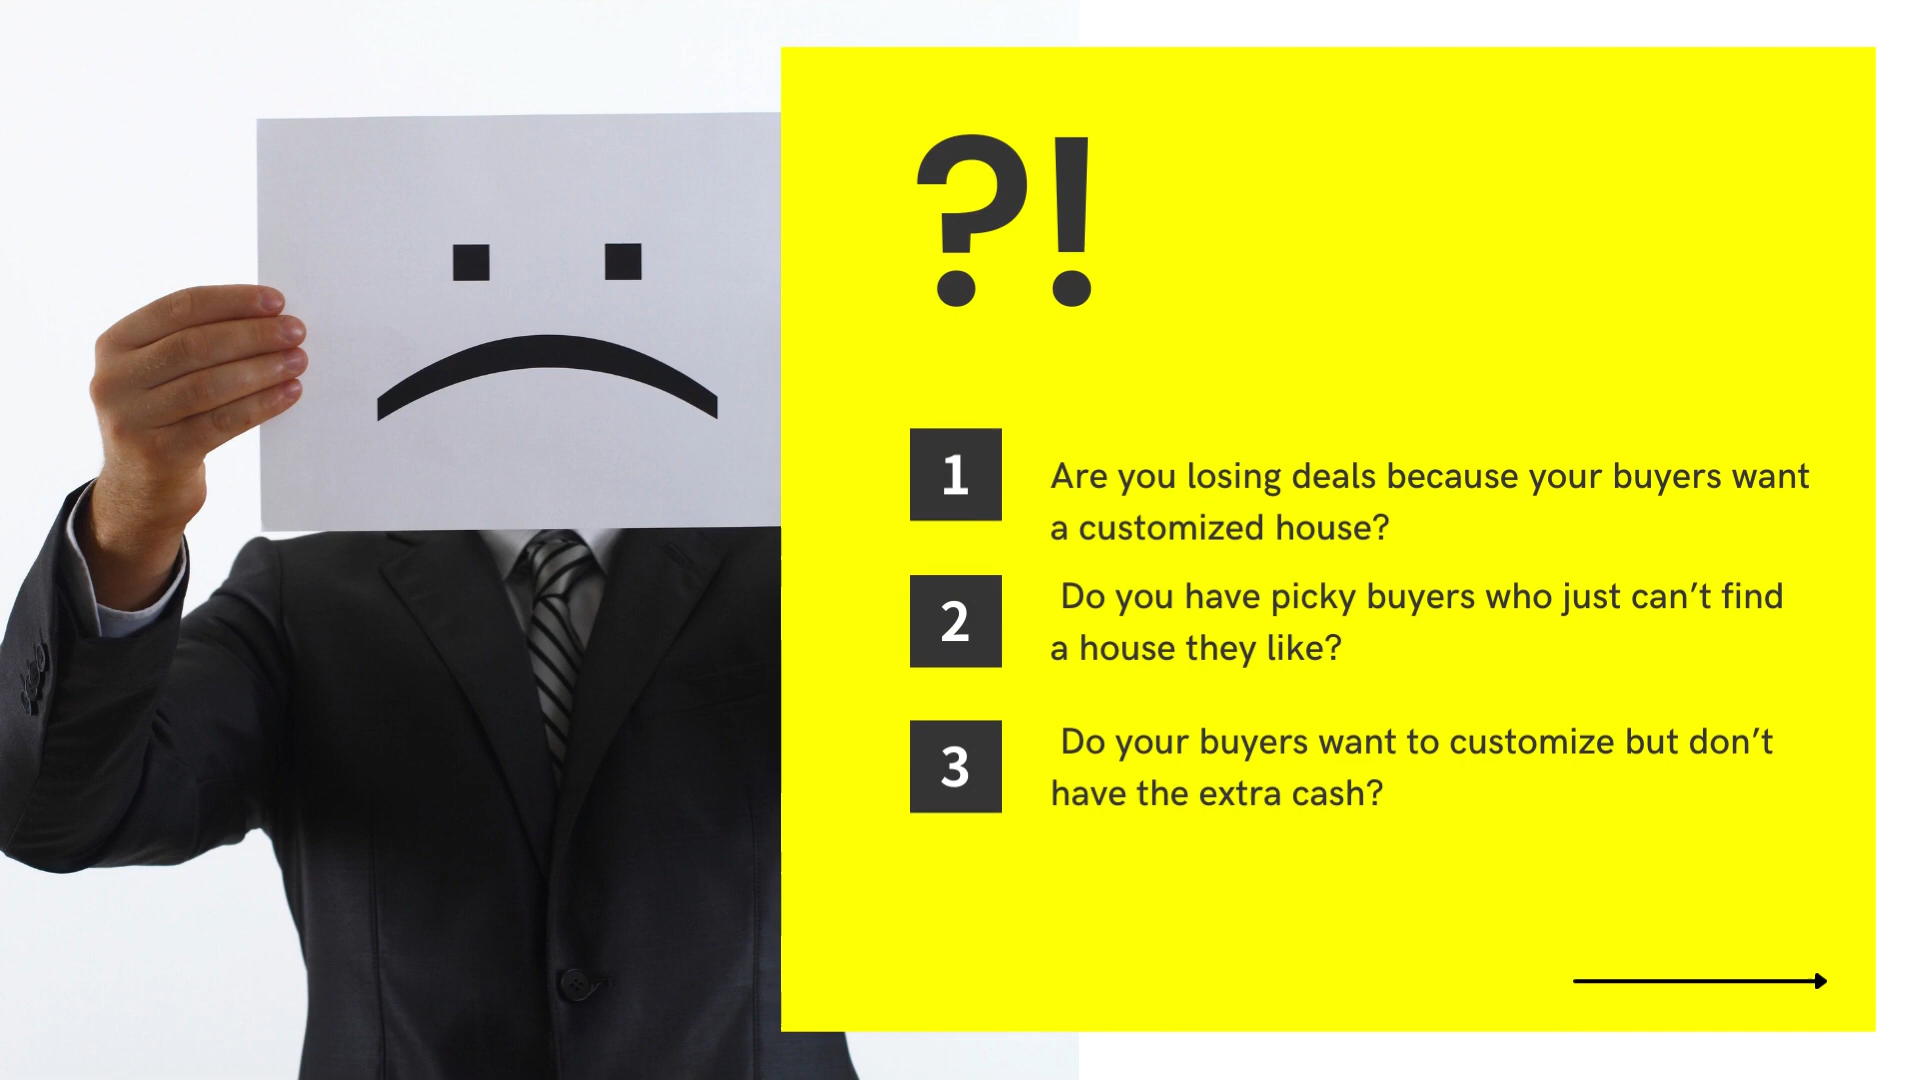 ?!
1
Are you losing deals because your buyers want
a customized house?
2
Do you have picky buyers who just can’t find
a house they like?
3
Do your buyers want to customize but don’t
have the extra cash?